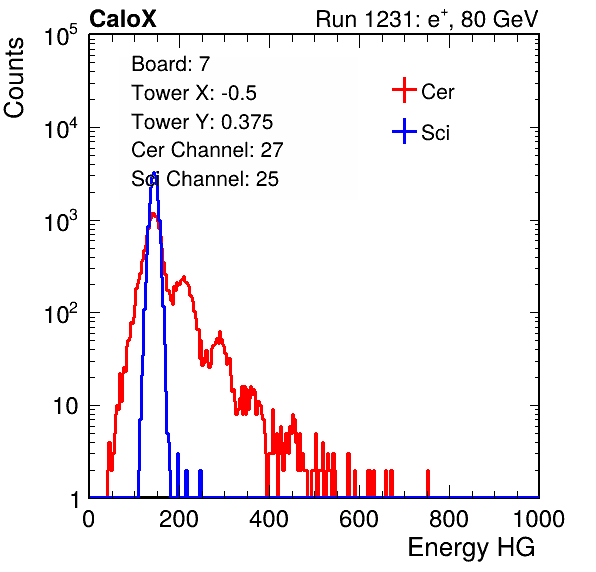 CaloX Run 1231: e⁺, 80 GeV
Counts
10⁵
10⁴
10³
10²
10
1
Board: 7
Tower X: -0.5
Tower Y: 0.375
Cer Channel: 27
Sci Channel: 25
Cer
Sci
0 200 400 600 800 1000
Energy HG